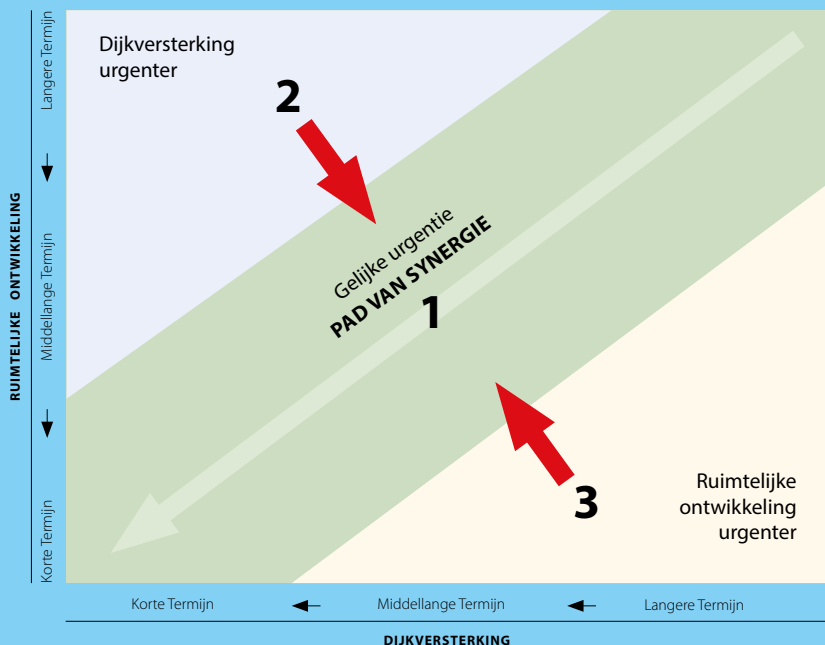 Dijkversterking
urgenter
2
Gelijke urgentie
PAD VAN SYNERGIE
1
3
Ruimtelijke
ontwikkeling
urgenter
RUIMTELIJKE ONTWIKKELING
Langere Termijn
Middellange Termijn
Korte Termijn
Korte Termijn
Middellange Termijn
Langere Termijn
DIJKVERSTERKING